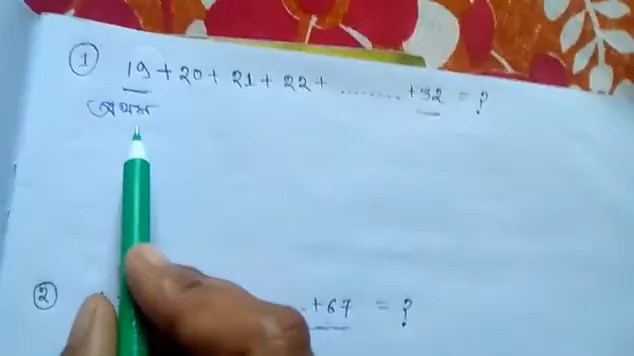 ① 19 + 20 + 21 + 22 + ........ + 32 = ?
প্রথম
② .. + 67 = ?